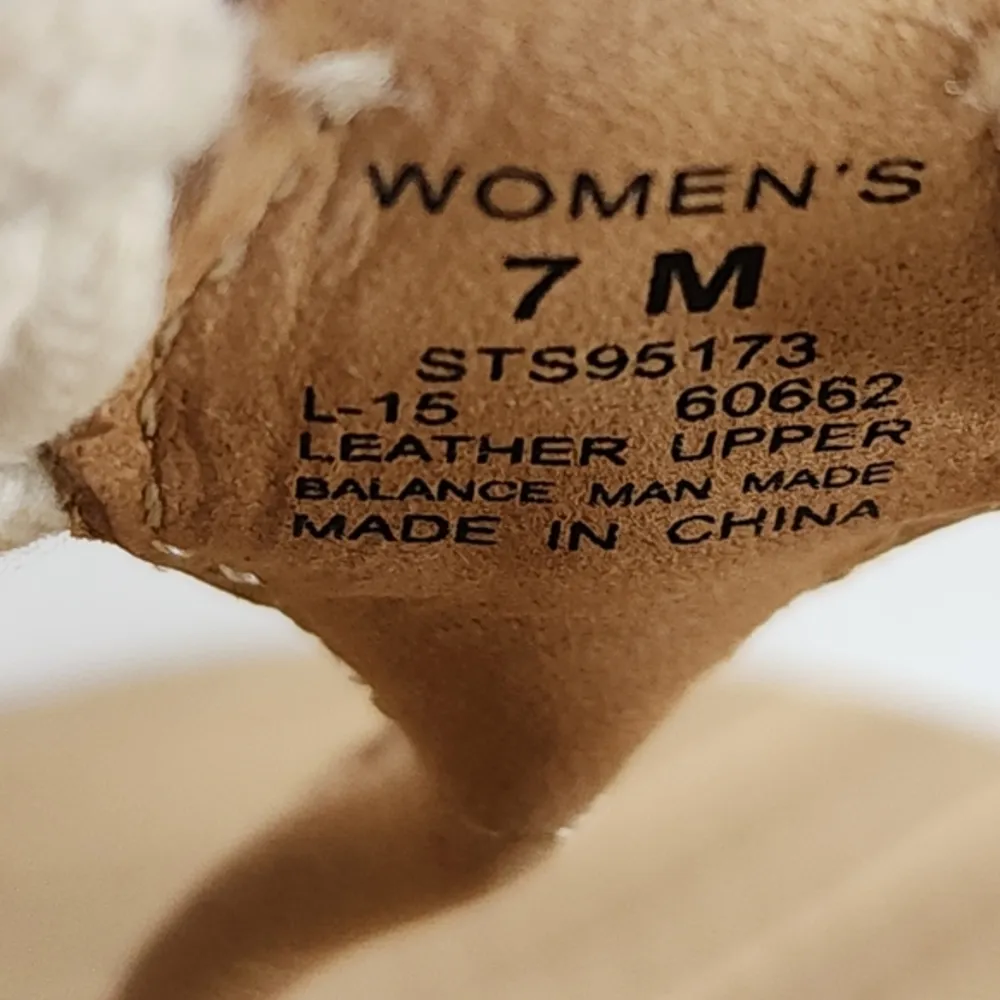 WOMEN'S
7 M
STS95173
L-15 60662
LEATHER UPPER
BALANCE MAN MADE
MADE IN CHINA